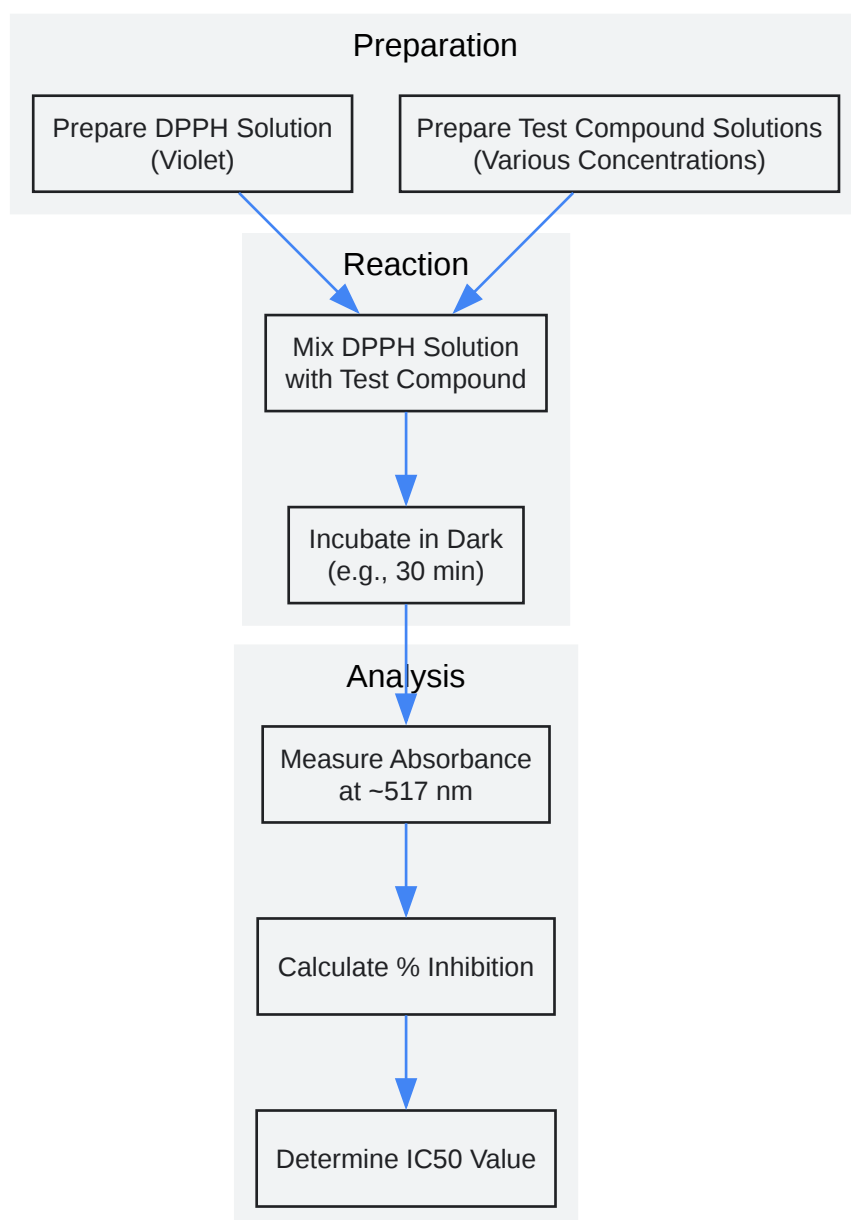 Preparation
Prepare DPPH Solution
(Violet)
Prepare Test Compound Solutions
(Various Concentrations)
Reaction
Mix DPPH Solution
with Test Compound
Incubate in Dark
(e.g., 30 min)
Analysis
Measure Absorbance
at ~517 nm
Calculate % Inhibition
Determine IC50 Value